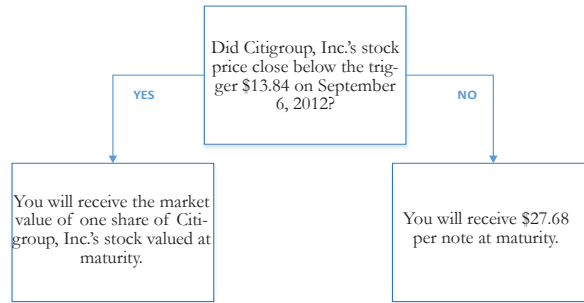 Did Citigroup, Inc.'s stock
price close below the trig-
ger $13.84 on September
6, 2012?
YES
NO
You will receive the market
value of one share of Citi-
group, Inc.'s stock valued at
maturity.
You will receive $27.68
per note at maturity.